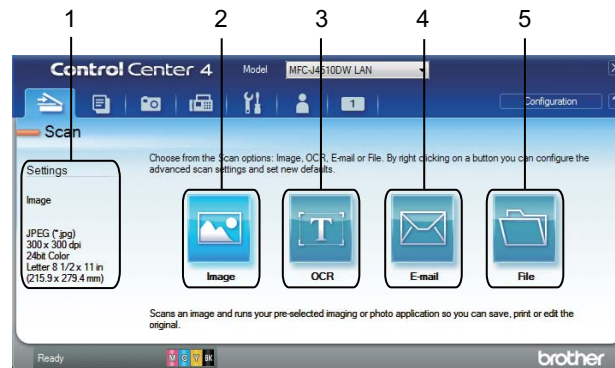 1 2 3 4 5
Control Center 4 Model MFC-J4510DW LAN X
1 Configuration
Scan
Choose from the Scan options: Image, OCR, E-mail or File. By right clicking on a button you can configure the
advanced scan settings and set new defaults.
Settings
Image
JPEG (*.jpg)
300 x 300 dpi
24bit Color
Letter 8 1/2 x 11 in
(215.9 x 279.4 mm)
T
Image OCR E-mail File
Scans an image and runs your pre-selected imaging or photo application so you can save, print or edit the
original.
Ready M C Y BK brother